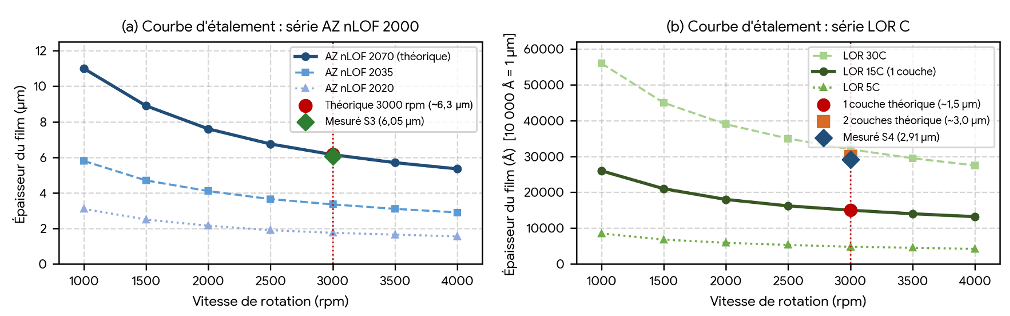 (a) Courbe d'étalement : série AZ nLOF 2000
Épaisseur du film (µm)
12
10
8
6
4
2
0
AZ nLOF 2070 (théorique)
AZ nLOF 2035
AZ nLOF 2020
Théorique 3000 rpm (~6,3 µm)
Mesuré S3 (6,05 µm)
1000 1500 2000 2500 3000 3500 4000
Vitesse de rotation (rpm)
(b) Courbe d'étalement : série LOR C
Épaisseur du film (Å) [10 000 Å = 1 µm]
60000
50000
40000
30000
20000
10000
0
LOR 30C
LOR 15C (1 couche)
LOR 5C
1 couche théorique (~1,5 µm)
2 couches théorique (~3,0 µm)
Mesuré S4 (2,91 µm)
1000 1500 2000 2500 3000 3500 4000
Vitesse de rotation (rpm)